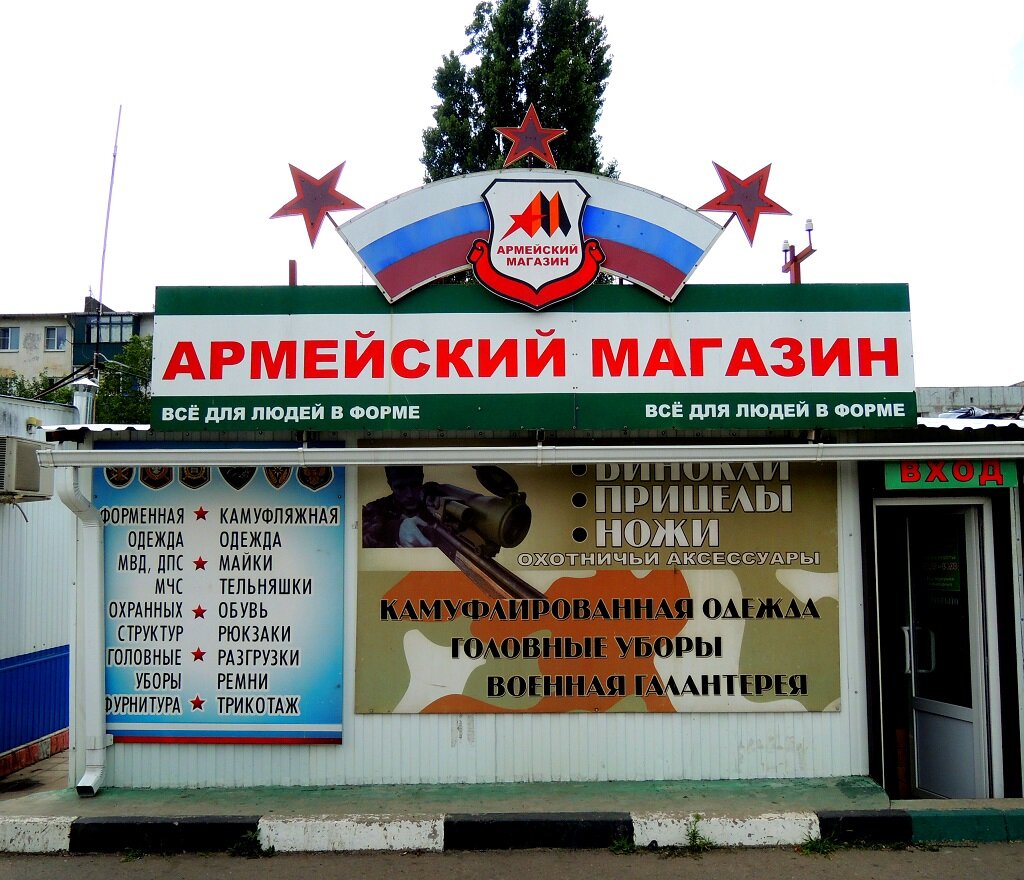 АРМЕЙСКИЙ
МАГАЗИН
АРМЕЙСКИЙ МАГАЗИН
ВСЁ ДЛЯ ЛЮДЕЙ В ФОРМЕ
ВСЁ ДЛЯ ЛЮДЕЙ В ФОРМЕ
ФОРМЕННАЯ ★ КАМУФЛЯЖНАЯ
ОДЕЖДА ОДЕЖДА
МВД, ДПС ★ МАЙКИ
МЧС ТЕЛЬНЯШКИ
ОХРАННЫХ ★ ОБУВЬ
СТРУКТУР РЮКЗАКИ
ГОЛОВНЫЕ ★ РАЗГРУЗКИ
УБОРЫ РЕМНИ
ФУРНИТУРА ★ ТРИКОТАЖ
• БИНОКЛИ
• ПРИЦЕЛЫ
• НОЖИ
ОХОТНИЧЬИ АКСЕССУАРЫ
КАМУФЛИРОВАННАЯ ОДЕЖДА
ГОЛОВНЫЕ УБОРЫ
ВОЕННАЯ ГАЛАНТЕРЕЯ
ВХОД